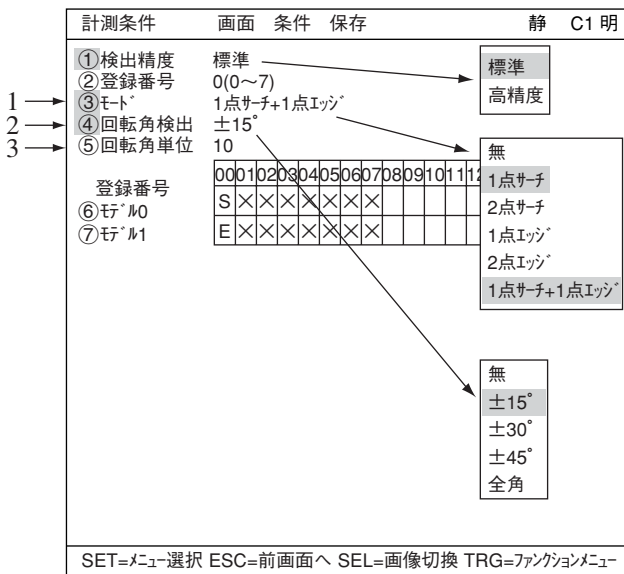 計測条件 画面 条件 保存 静 C1 明
①検出精度 標準
②登録番号 0(0〜7)
1 ③ﾓｰﾄﾞ 1点ｻｰﾁ+1点ｴｯｼﾞ
2 ④回転角検出 ±15°
3 ⑤回転角単位 10
登録番号 00 01 02 03 04 05 06 07 08 09 10 11 12
⑥ﾓﾃﾞﾙ0 S × × × × × × ×
⑦ﾓﾃﾞﾙ1 E × × × × × × ×
標準
高精度
無
1点ｻｰﾁ
2点ｻｰﾁ
1点ｴｯｼﾞ
2点ｴｯｼﾞ
1点ｻｰﾁ+1点ｴｯｼﾞ
無
±15°
±30°
±45°
全角
SET=ﾒﾆｭｰ選択 ESC=前画面へ SEL=画像切換 TRG=ﾌｧﾝｸｼｮﾝﾒﾆｭｰ